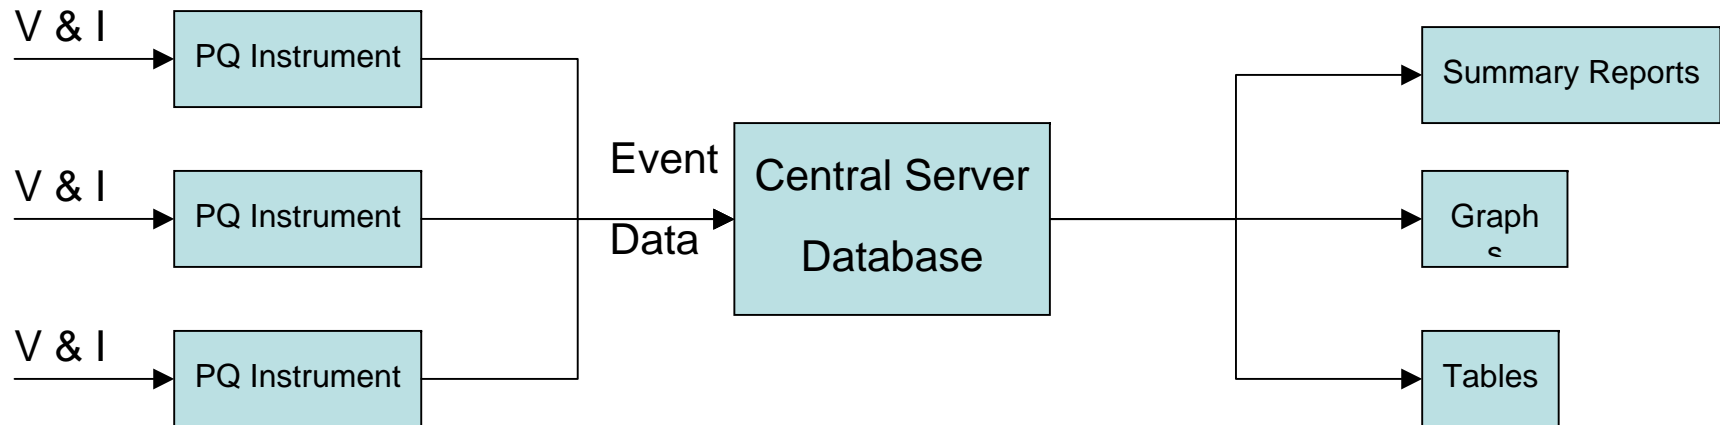 V & I
PQ Instrument
Summary Reports
Event
Data
Central Server
Database
V & I
PQ Instrument
Graph
s
V & I
PQ Instrument
Tables